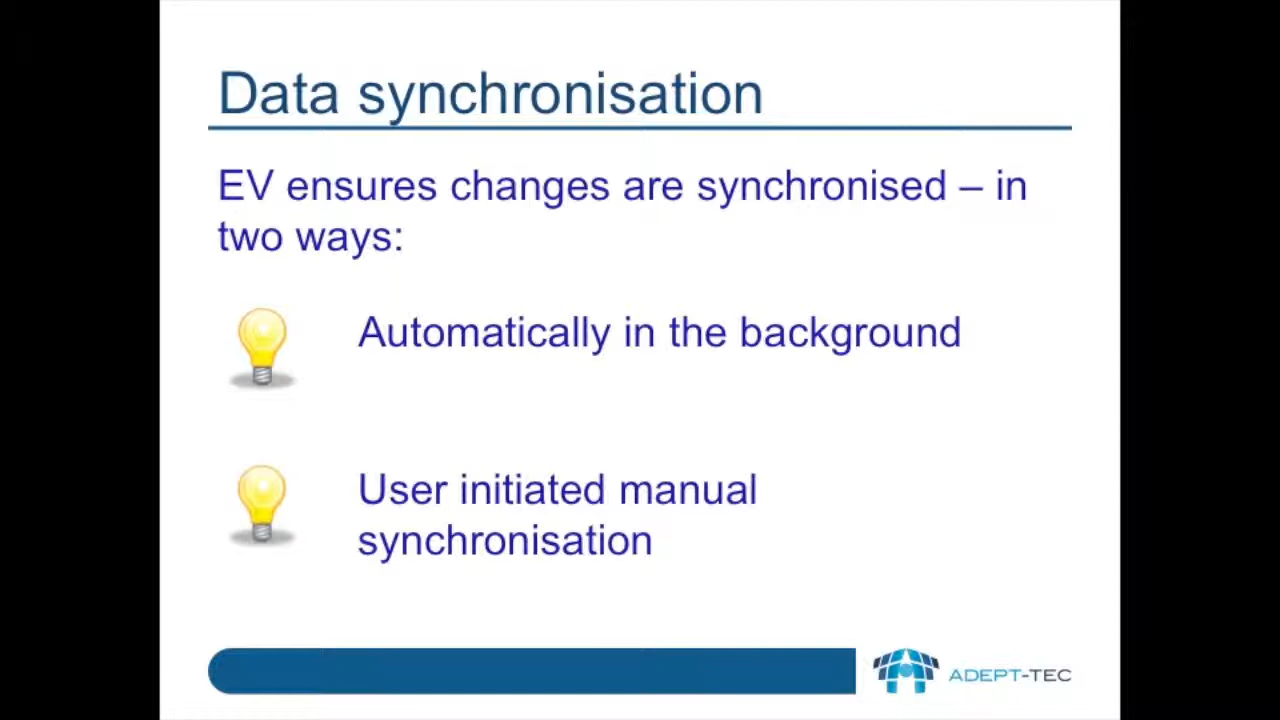 Data synchronisation
EV ensures changes are synchronised – in
two ways:
Automatically in the background
User initiated manual
synchronisation
ADEPT-TEC